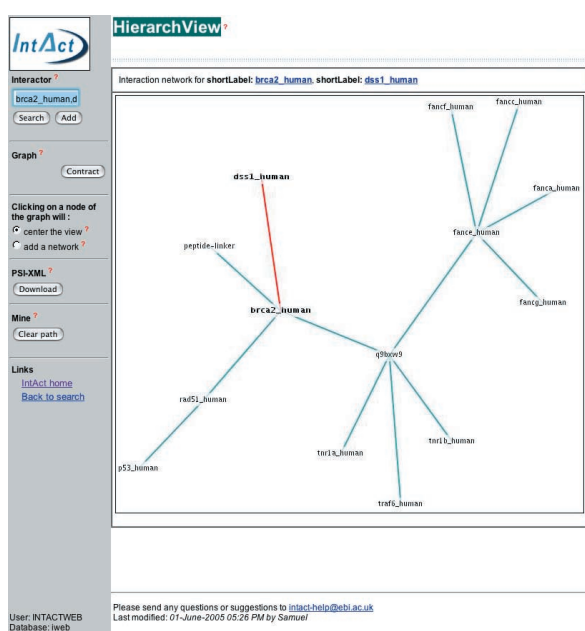 IntAct
HierarchView ?
Interactor ?
brca2_human,d
Search Add
Graph ?
Contract
Clicking on a node of
the graph will :
center the view ?
add a network ?
PSI-XML ?
Download
Mine ?
Clear path
Links
IntAct home
Back to search
User: INTACTWEB
Database: iweb
Interaction network for shortLabel: brca2_human, shortLabel: dss1_human
fancf_human
fancc_human
dss1_human
fanca_human
fance_human
peptide-linker
fancg_human
brca2_human
q9bxw9
rad51_human
tnr1b_human
tnr1a_human
p53_human
traf6_human
Please send any questions or suggestions to intact-help@ebi.ac.uk
Last modified: 01-June-2005 05:26 PM by Samuel